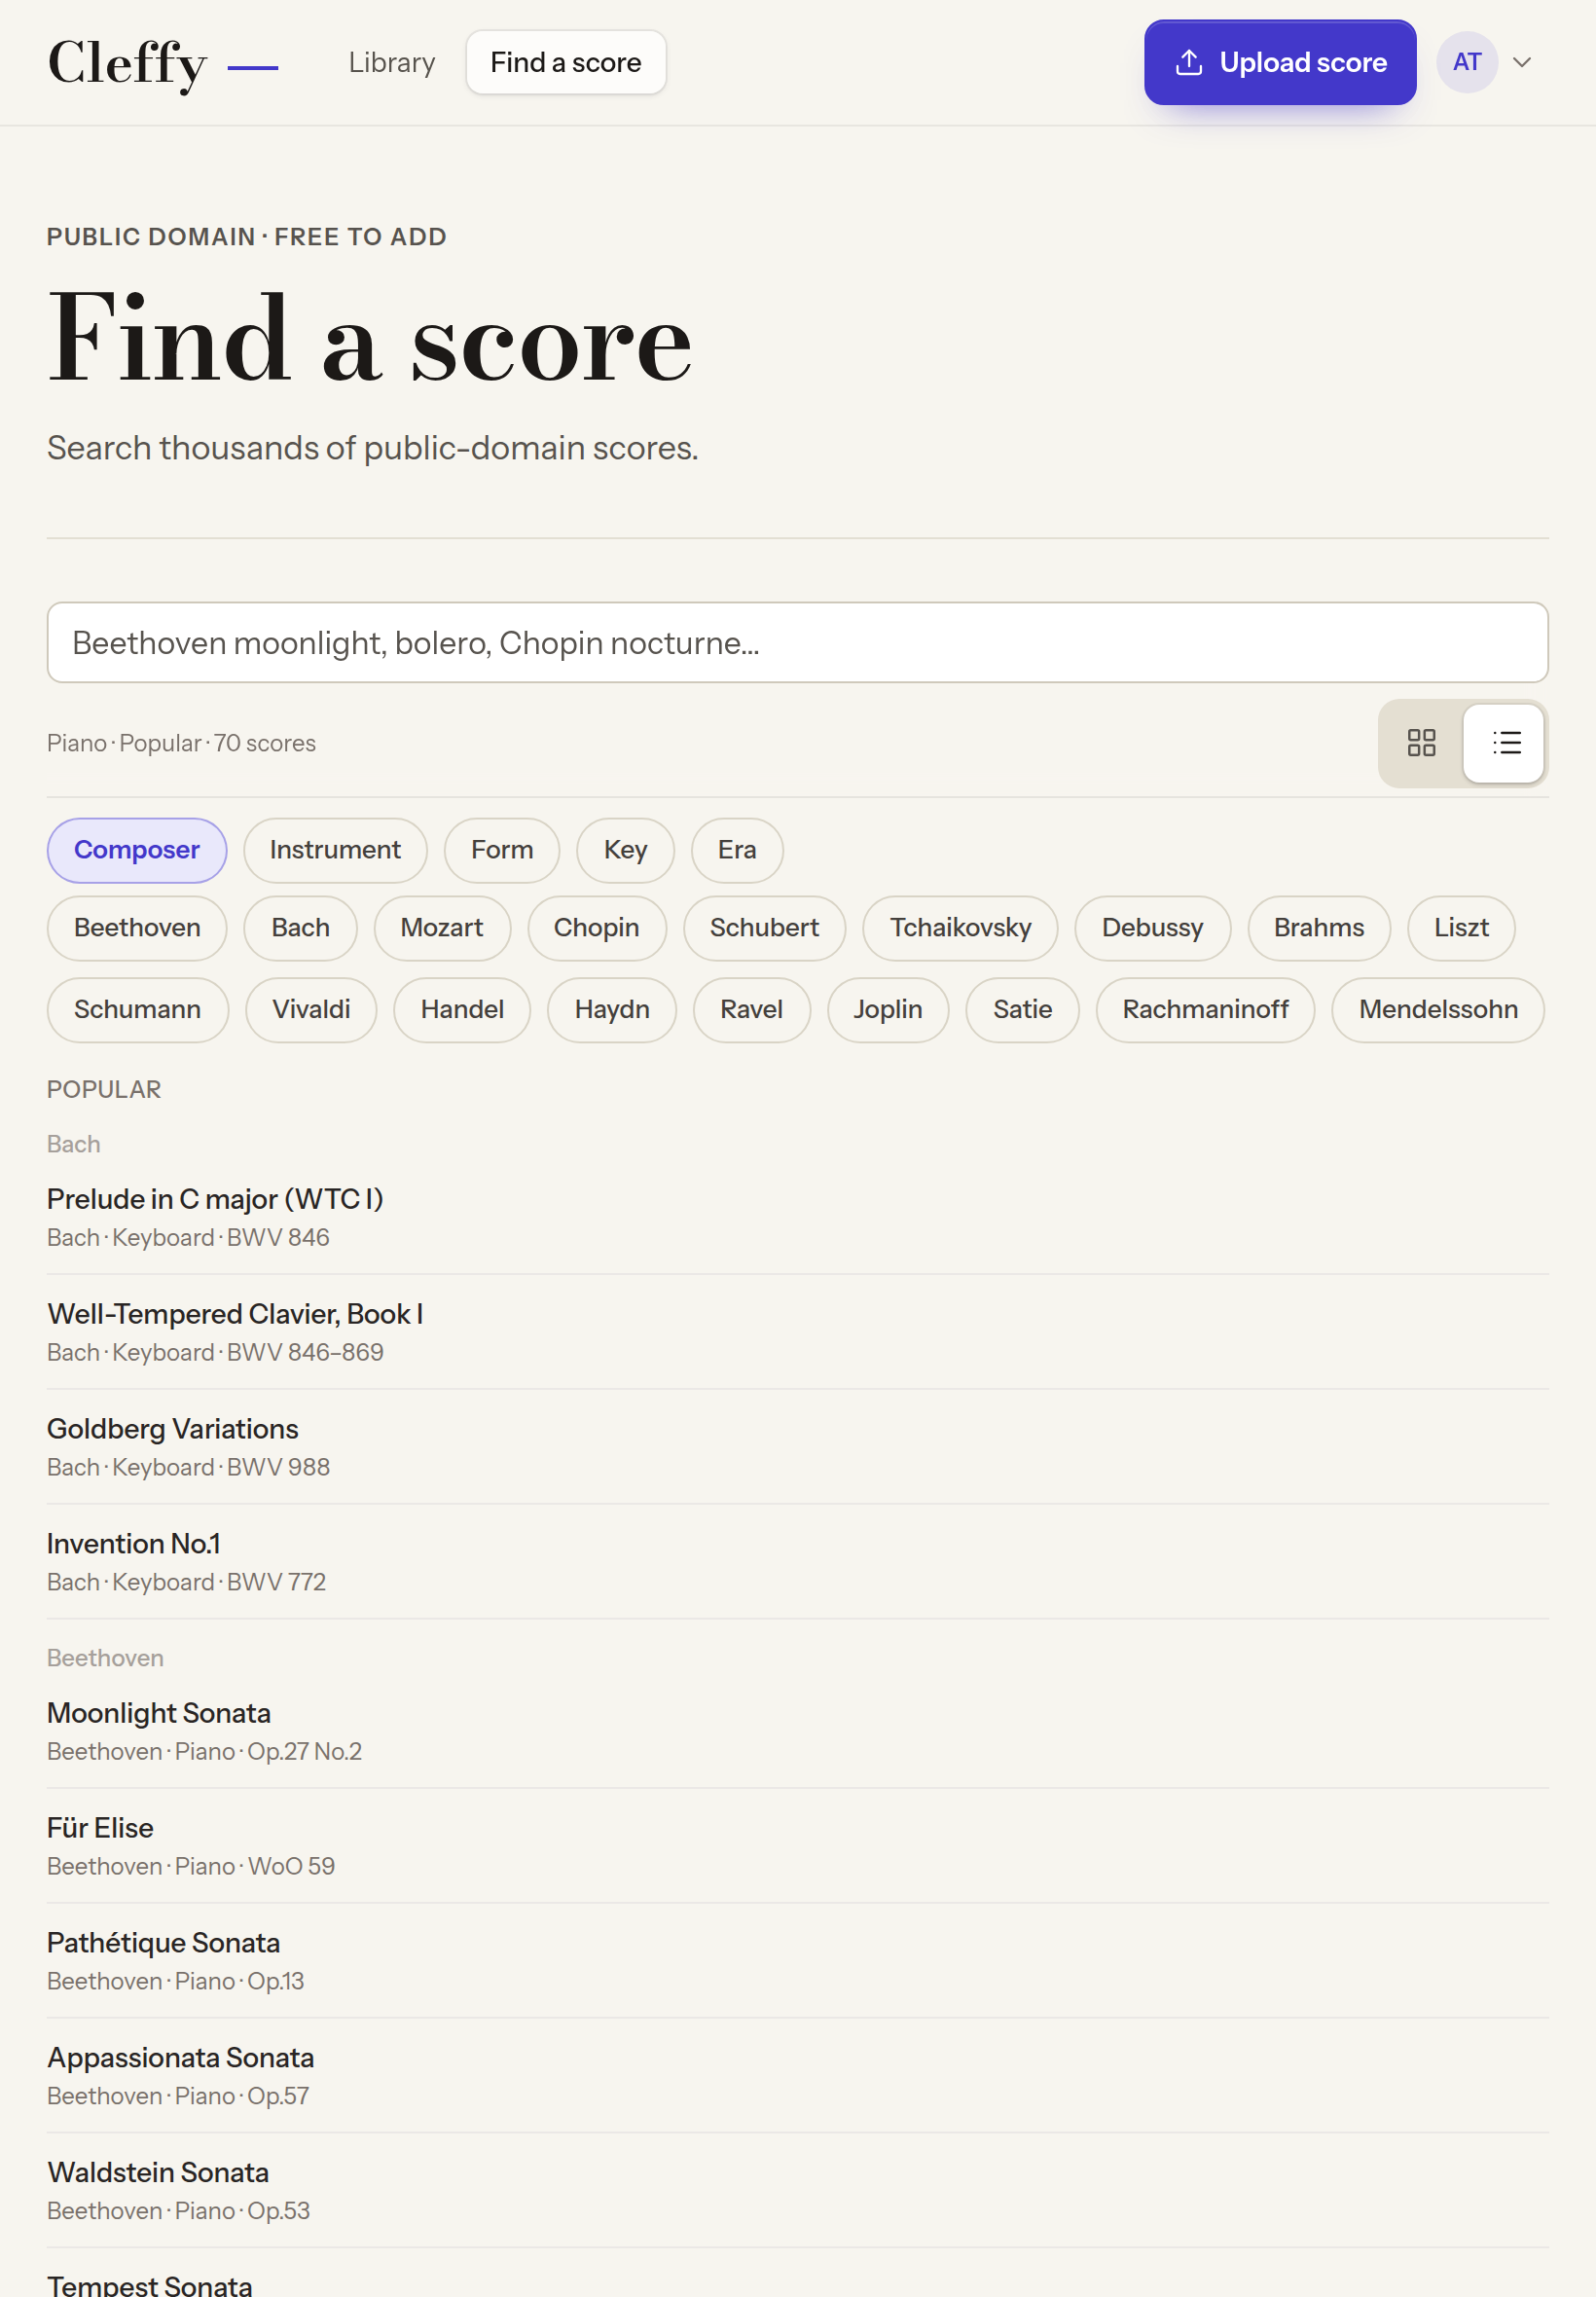 Cleffy Library Find a score Upload score AT
PUBLIC DOMAIN · FREE TO ADD
Find a score
Search thousands of public-domain scores.
Beethoven moonlight, bolero, Chopin nocturne...
Piano · Popular · 70 scores
Composer Instrument Form Key Era
Beethoven Bach Mozart Chopin Schubert Tchaikovsky Debussy Brahms Liszt
Schumann Vivaldi Handel Haydn Ravel Joplin Satie Rachmaninoff Mendelssohn
POPULAR
Bach
Prelude in C major (WTC I)
Bach · Keyboard · BWV 846
Well-Tempered Clavier, Book I
Bach · Keyboard · BWV 846–869
Goldberg Variations
Bach · Keyboard · BWV 988
Invention No.1
Bach · Keyboard · BWV 772
Beethoven
Moonlight Sonata
Beethoven · Piano · Op.27 No.2
Für Elise
Beethoven · Piano · WoO 59
Pathétique Sonata
Beethoven · Piano · Op.13
Appassionata Sonata
Beethoven · Piano · Op.57
Waldstein Sonata
Beethoven · Piano · Op.53
Tempest Sonata